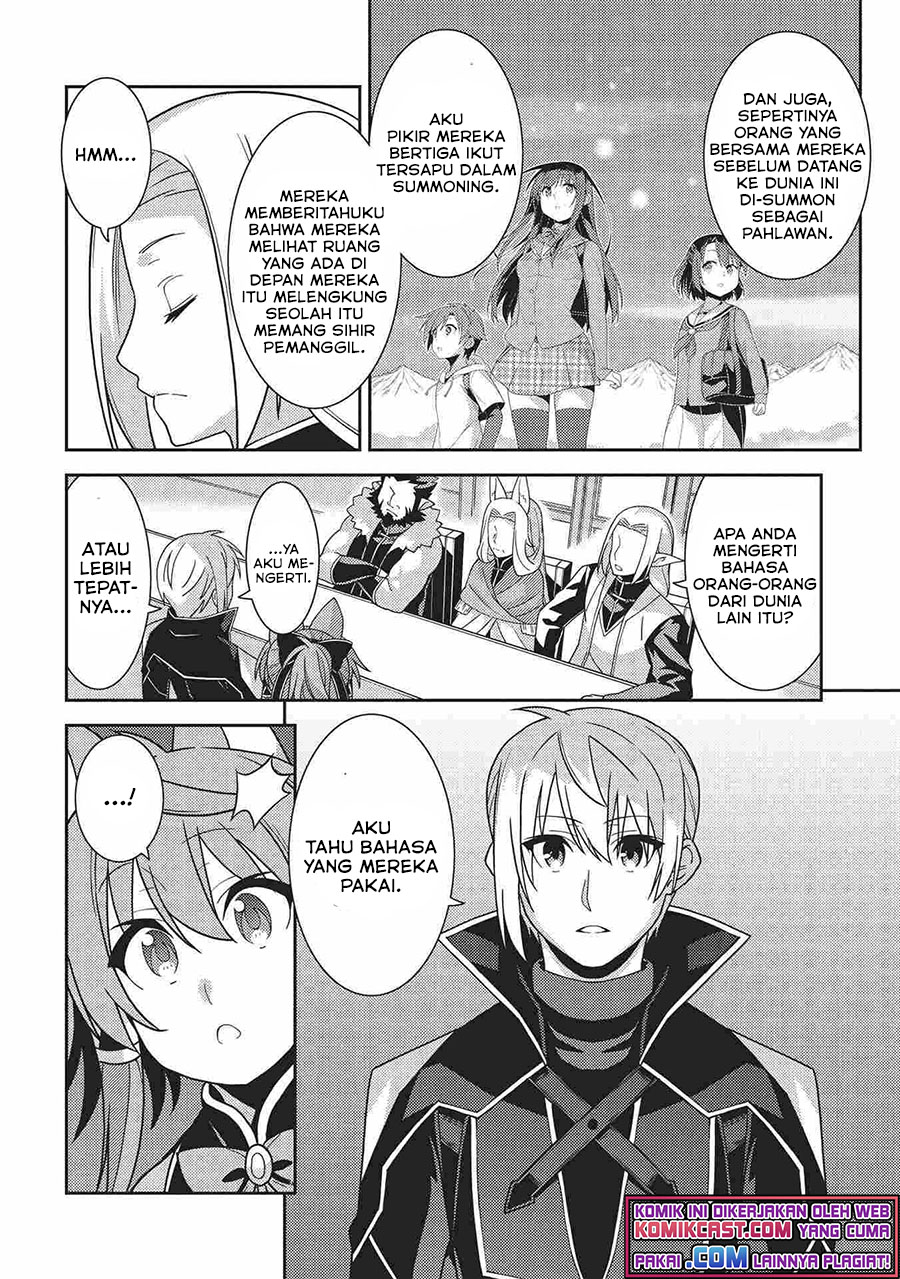 DAN JUGA,
SEPERTINYA
ORANG YANG
BERSAMA MEREKA
SEBELUM DATANG
KE DUNIA INI
DI-SUMMON
SEBAGAI
PAHLAWAN.
AKU
PIKIR MEREKA
BERTIGA IKUT
TERSAPU DALAM
SUMMONING.
MEREKA
MEMBERITAHUKU
BAHWA MEREKA
MELIHAT RUANG
YANG ADA DI
DEPAN MEREKA
ITU MELENGKUNG
SEOLAH ITU
MEMANG SIHIR
PEMANGGIL.
HMM...
APA ANDA
MENGERTI
BAHASA
ORANG-ORANG
DARI DUNIA
LAIN ITU?
...YA
AKU ME-
NGERTI.
ATAU
LEBIH
TEPAT-
NYA...
AKU
TAHU BAHASA
YANG MEREKA
PAKAI.
...!
KOMIK INI DIKERJAKAN OLEH WEB
KOMIKCAST.COM YANG CUMA
PAKAI .COM LAINNYA PLAGIAT!